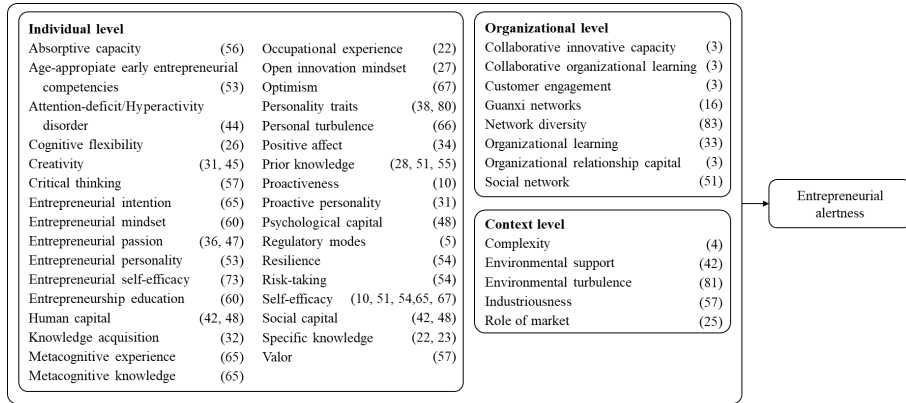 Individual level
Absorptive capacity (56)
Age-appropiate early entrepreneurial
competencies (53)
Attention-deficit/Hyperactivity
disorder (44)
Cognitive flexibility (26)
Creativity (31, 45)
Critical thinking (57)
Entrepreneurial intention (65)
Entrepreneurial mindset (60)
Entrepreneurial passion (36, 47)
Entrepreneurial personality (53)
Entrepreneurial self-efficacy (73)
Entrepreneurship education (60)
Human capital (42, 48)
Knowledge acquisition (32)
Metacognitive experience (65)
Metacognitive knowledge (65)
Occupational experience (22)
Open innovation mindset (27)
Optimism (67)
Personality traits (38, 80)
Personal turbulence (66)
Positive affect (34)
Prior knowledge (28, 51, 55)
Proactiveness (10)
Proactive personality (31)
Psychological capital (48)
Regulatory modes (5)
Resilience (54)
Risk-taking (54)
Self-efficacy (10, 51, 54,65, 67)
Social capital (42, 48)
Specific knowledge (22, 23)
Valor (57)
Organizational level
Collaborative innovative capacity (3)
Collaborative organizational learning (3)
Customer engagement (3)
Guanxi networks (16)
Network diversity (83)
Organizational learning (33)
Organizational relationship capital (3)
Social network (51)
Context level
Complexity (4)
Environmental support (42)
Environmental turbulence (81)
Industriousness (57)
Role of market (25)
Entrepreneurial
alertness